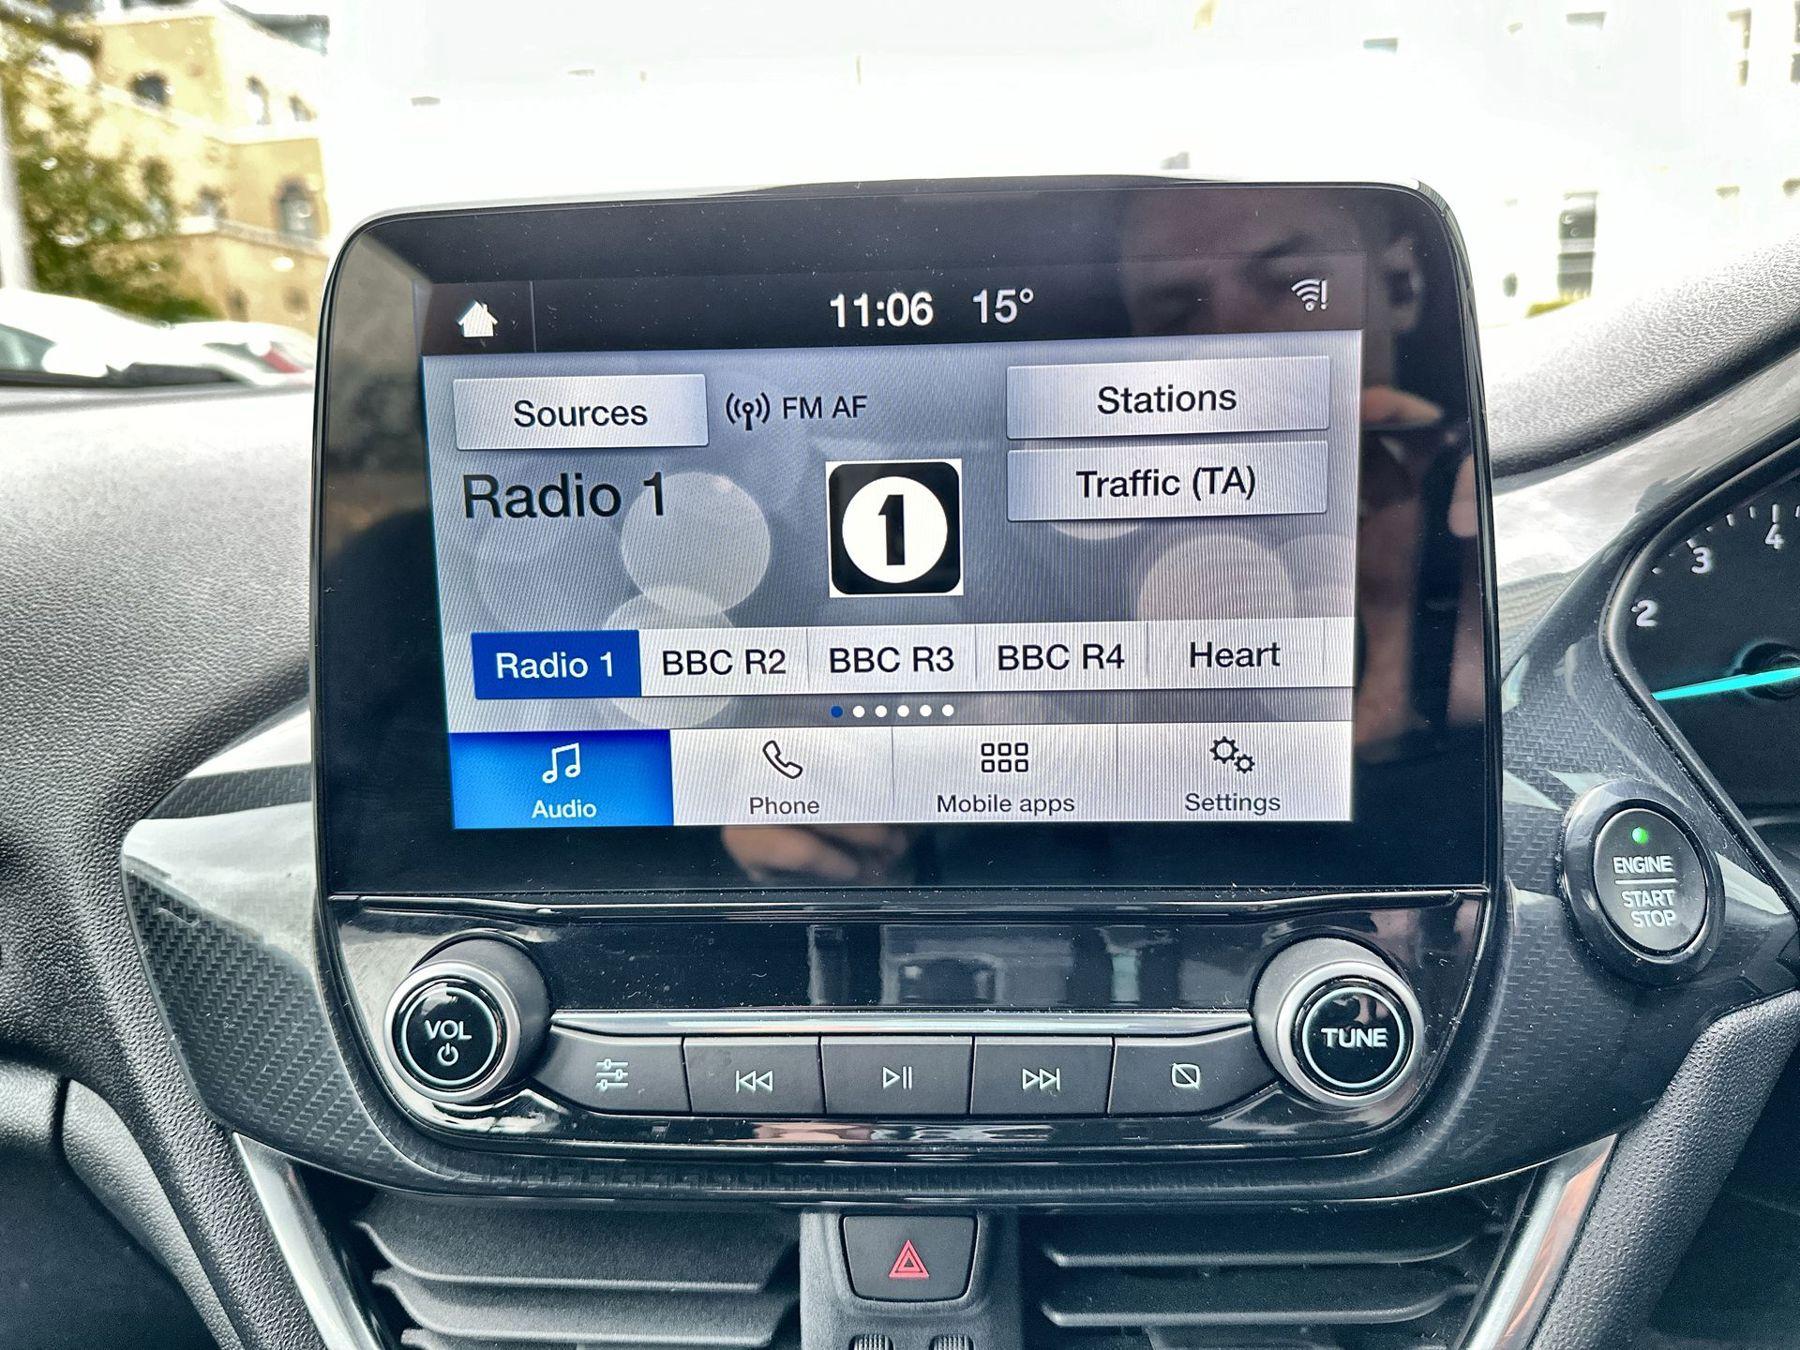 11:06 15°
Sources
FM AF
Stations
Radio 1
1
Traffic (TA)
Radio 1
BBC R2
BBC R3
BBC R4
Heart
Audio
Phone
Mobile apps
Settings
2
3
4
ENGINE
START
STOP
VOL
TUNE